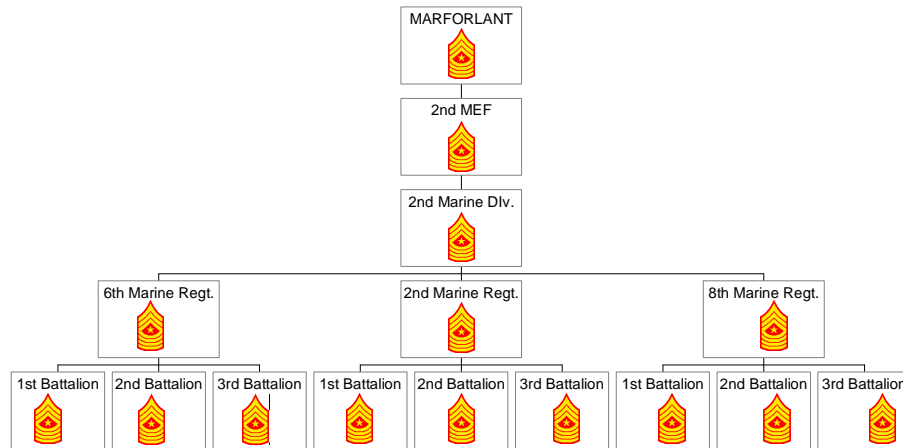 MARFORLANT
2nd MEF
2nd Marine DIv.
6th Marine Regt.
2nd Marine Regt.
8th Marine Regt.
1st Battalion
2nd Battalion
3rd Battalion
1st Battalion
2nd Battalion
3rd Battalion
1st Battalion
2nd Battalion
3rd Battalion